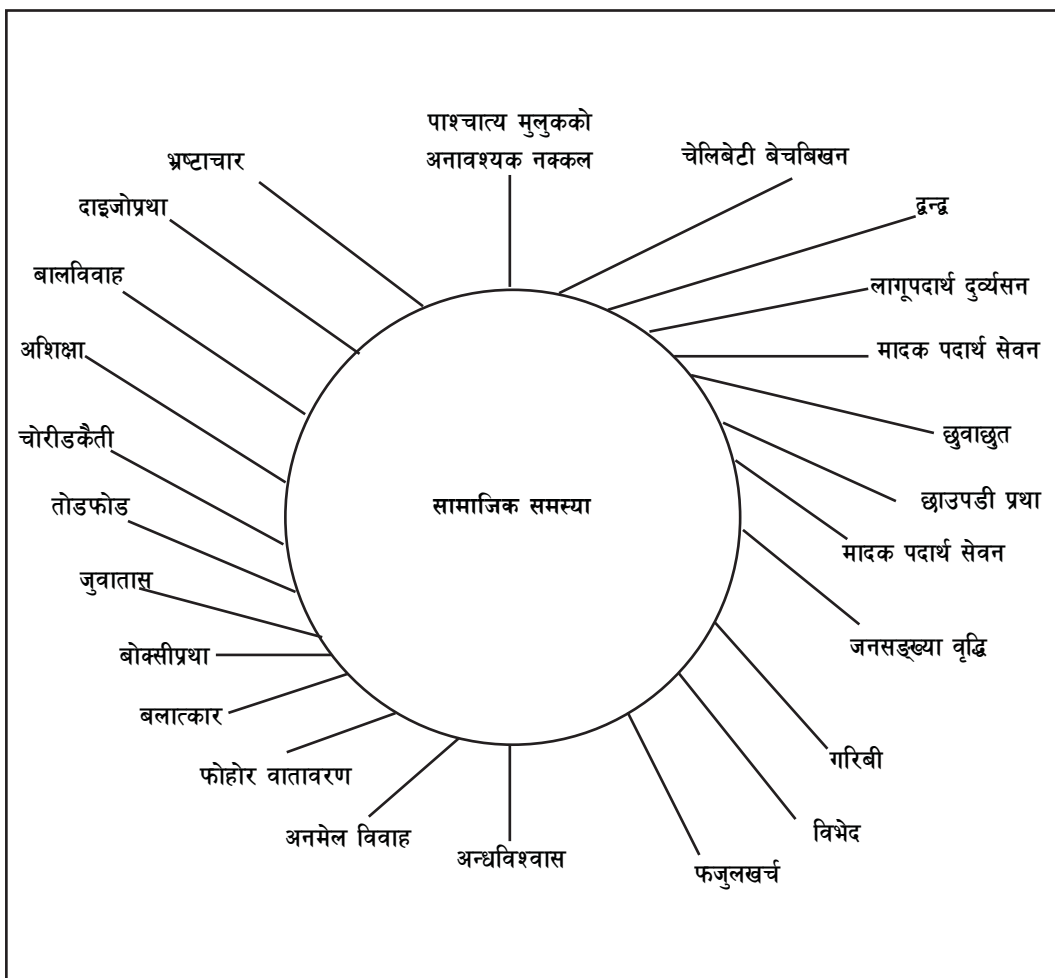 पाश्चात्य मुलुकको
अनावश्यक नक्कल
चेलिबेटी बेचबिखन
द्वन्द्व
लागूपदार्थ दुर्व्यसन
मादक पदार्थ सेवन
छुवाछुत
छाउपडी प्रथा
मादक पदार्थ सेवन
जनसङ्ख्या वृद्धि
गरिबी
विभेद
फजुलखर्च
अन्धविश्वास
अनमेल विवाह
फोहोर वातावरण
बलात्कार
बोक्सीप्रथा
जुवातास
तोडफोड
चोरीडकैती
अशिक्षा
बालविवाह
दाइजोप्रथा
भ्रष्टाचार
सामाजिक समस्या